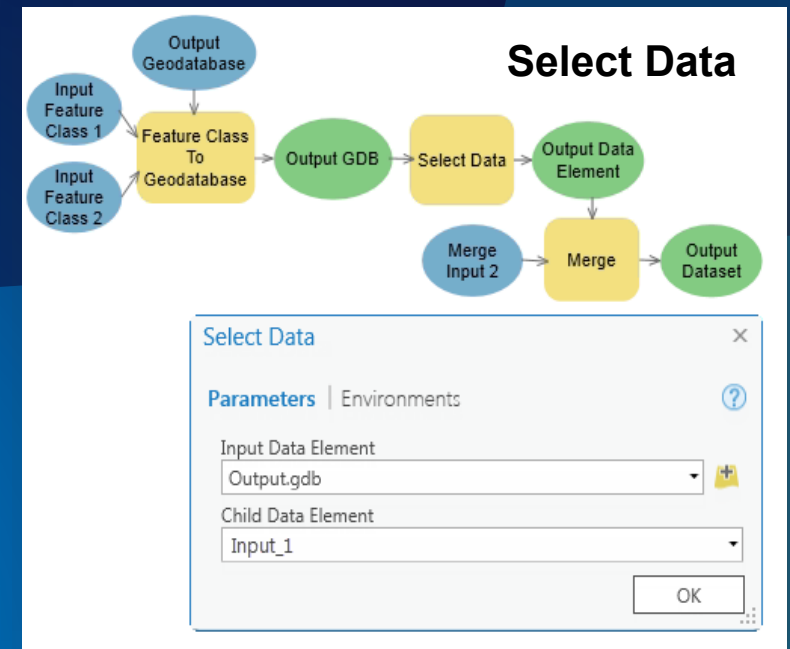 Select Data
Output
Geodatabase
Input
Feature
Class 1
Feature Class
To
Geodatabase
Input
Feature
Class 2
Output GDB
Select Data
Output Data
Element
Merge
Input 2
Merge
Output
Dataset
Select Data
Parameters | Environments
?
Input Data Element
Output.gdb
Child Data Element
Input_1
OK